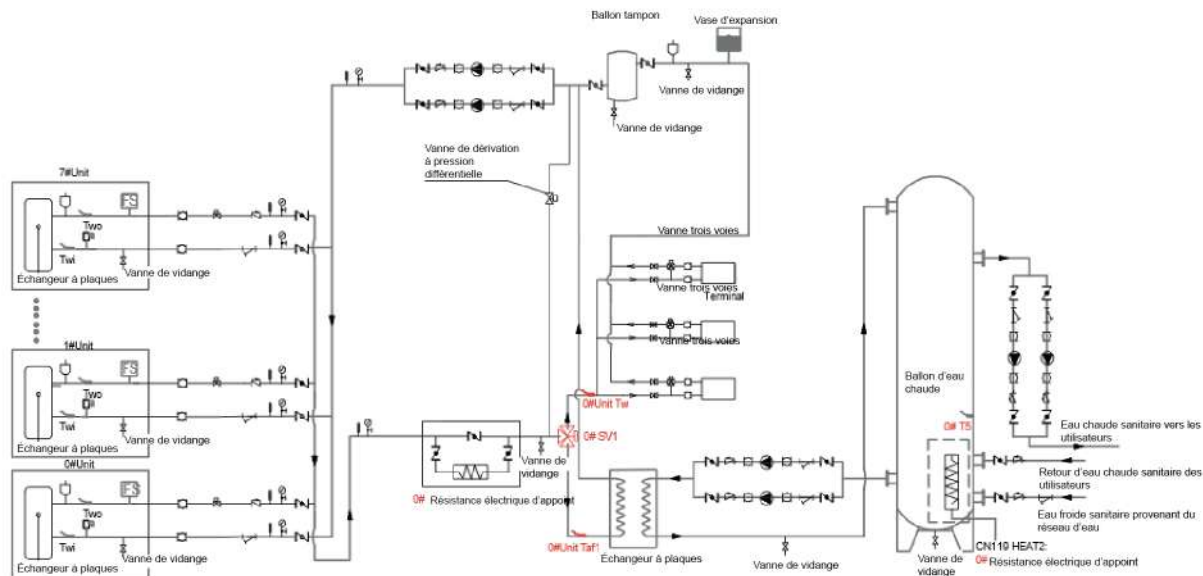 Ballon tampon
Vase d'expansion
Vanne de vidange
Vanne de vidange
Vanne de dérivation
à pression
différentielle
7#Unit
FS
Two
Twi
Vanne de vidange
Échangeur à plaques
Vanne trois voies
Vanne trois voies
Terminal
Vanne trois voies
1#Unit
FS
Two
Twi
Vanne de vidange
Échangeur à plaques
0#Unit Tw
0# SV1
Ballon d'eau
chaude
0# T5
Eau chaude sanitaire vers les
utilisateurs
Retour d'eau chaude sanitaire des
utilisateurs
Eau froide sanitaire provenant du
réseau d'eau
0#Unit
FS
Two
Twi
Vanne de vidange
Échangeur à plaques
Vanne de
vidange
0# Résistance électrique d'appoint
0#Unit Taf1
Échangeur à plaques
Vanne de vidange
Vanne de
vidange
CN119 HEAT2:
0# Résistance électrique d'appoint